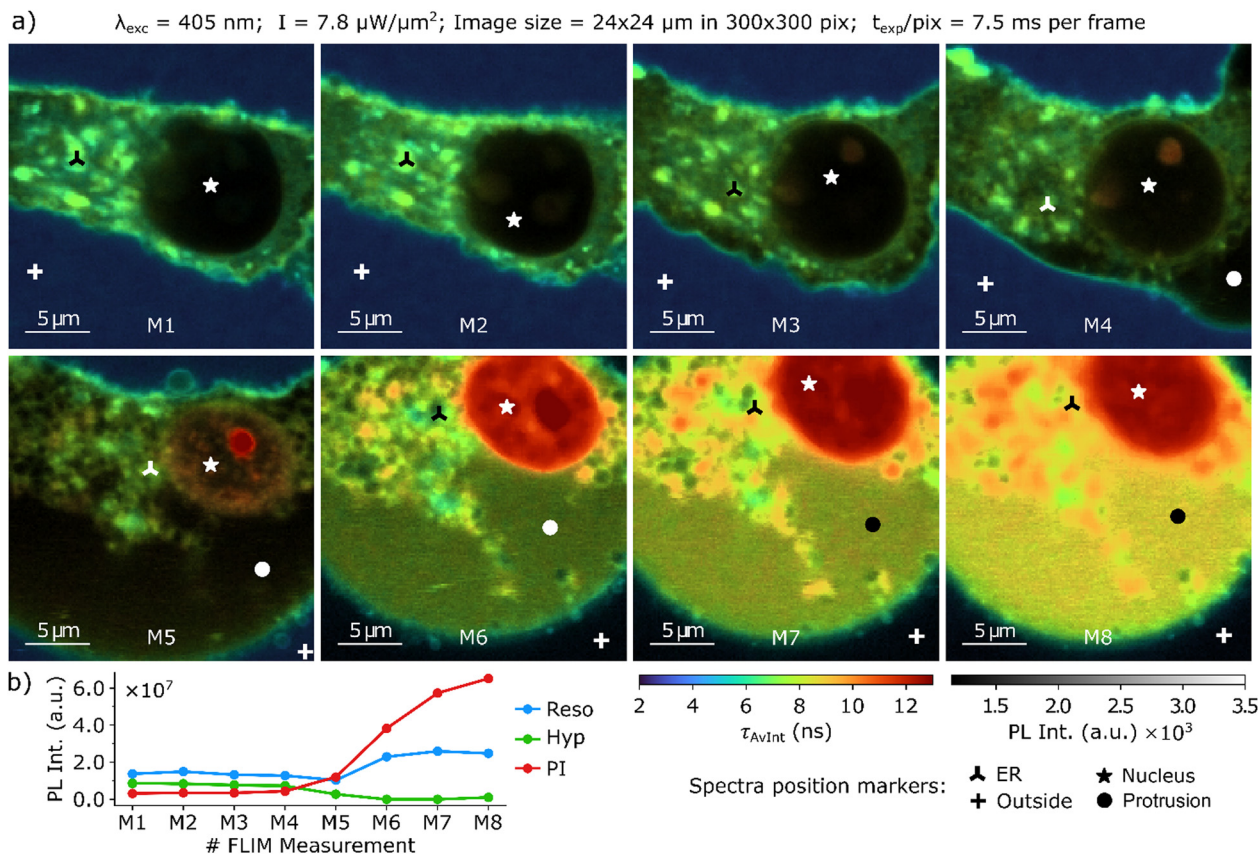 a) λexc = 405 nm; I = 7.8 µW/µm²; Image size = 24x24 µm in 300x300 pix; texp/pix = 7.5 ms per frame
5 µm M1
5 µm M2
5 µm M3
5 µm M4
5 µm M5
5 µm M6
5 µm M7
5 µm M8
b)
PL Int. (a.u.)
×10⁷
6.0
4.0
2.0
0.0
M1 M2 M3 M4 M5 M6 M7 M8
# FLIM Measurement
Reso
Hyp
PI
2 4 6 8 10 12
τAvInt (ns)
1.5 2.0 2.5 3.0 3.5
PL Int. (a.u.) ×10³
Spectra position markers:
ER
Nucleus
Outside
Protrusion